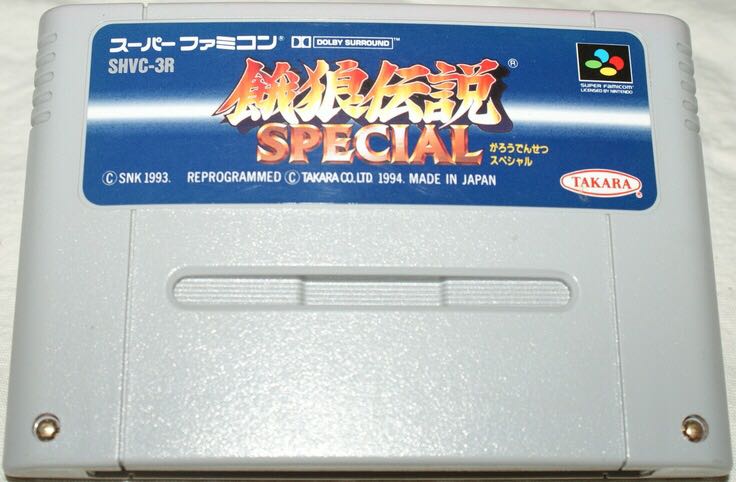 スーパーファミコン® DOLBY SURROUND™
SHVC-3R
餓狼伝説®
SPECIAL
がろうでんせつ
スペシャル
SUPER FAMICOM™
LICENSED BY NINTENDO
© SNK 1993. REPROGRAMMED © TAKARA CO.,LTD 1994. MADE IN JAPAN
TAKARA®